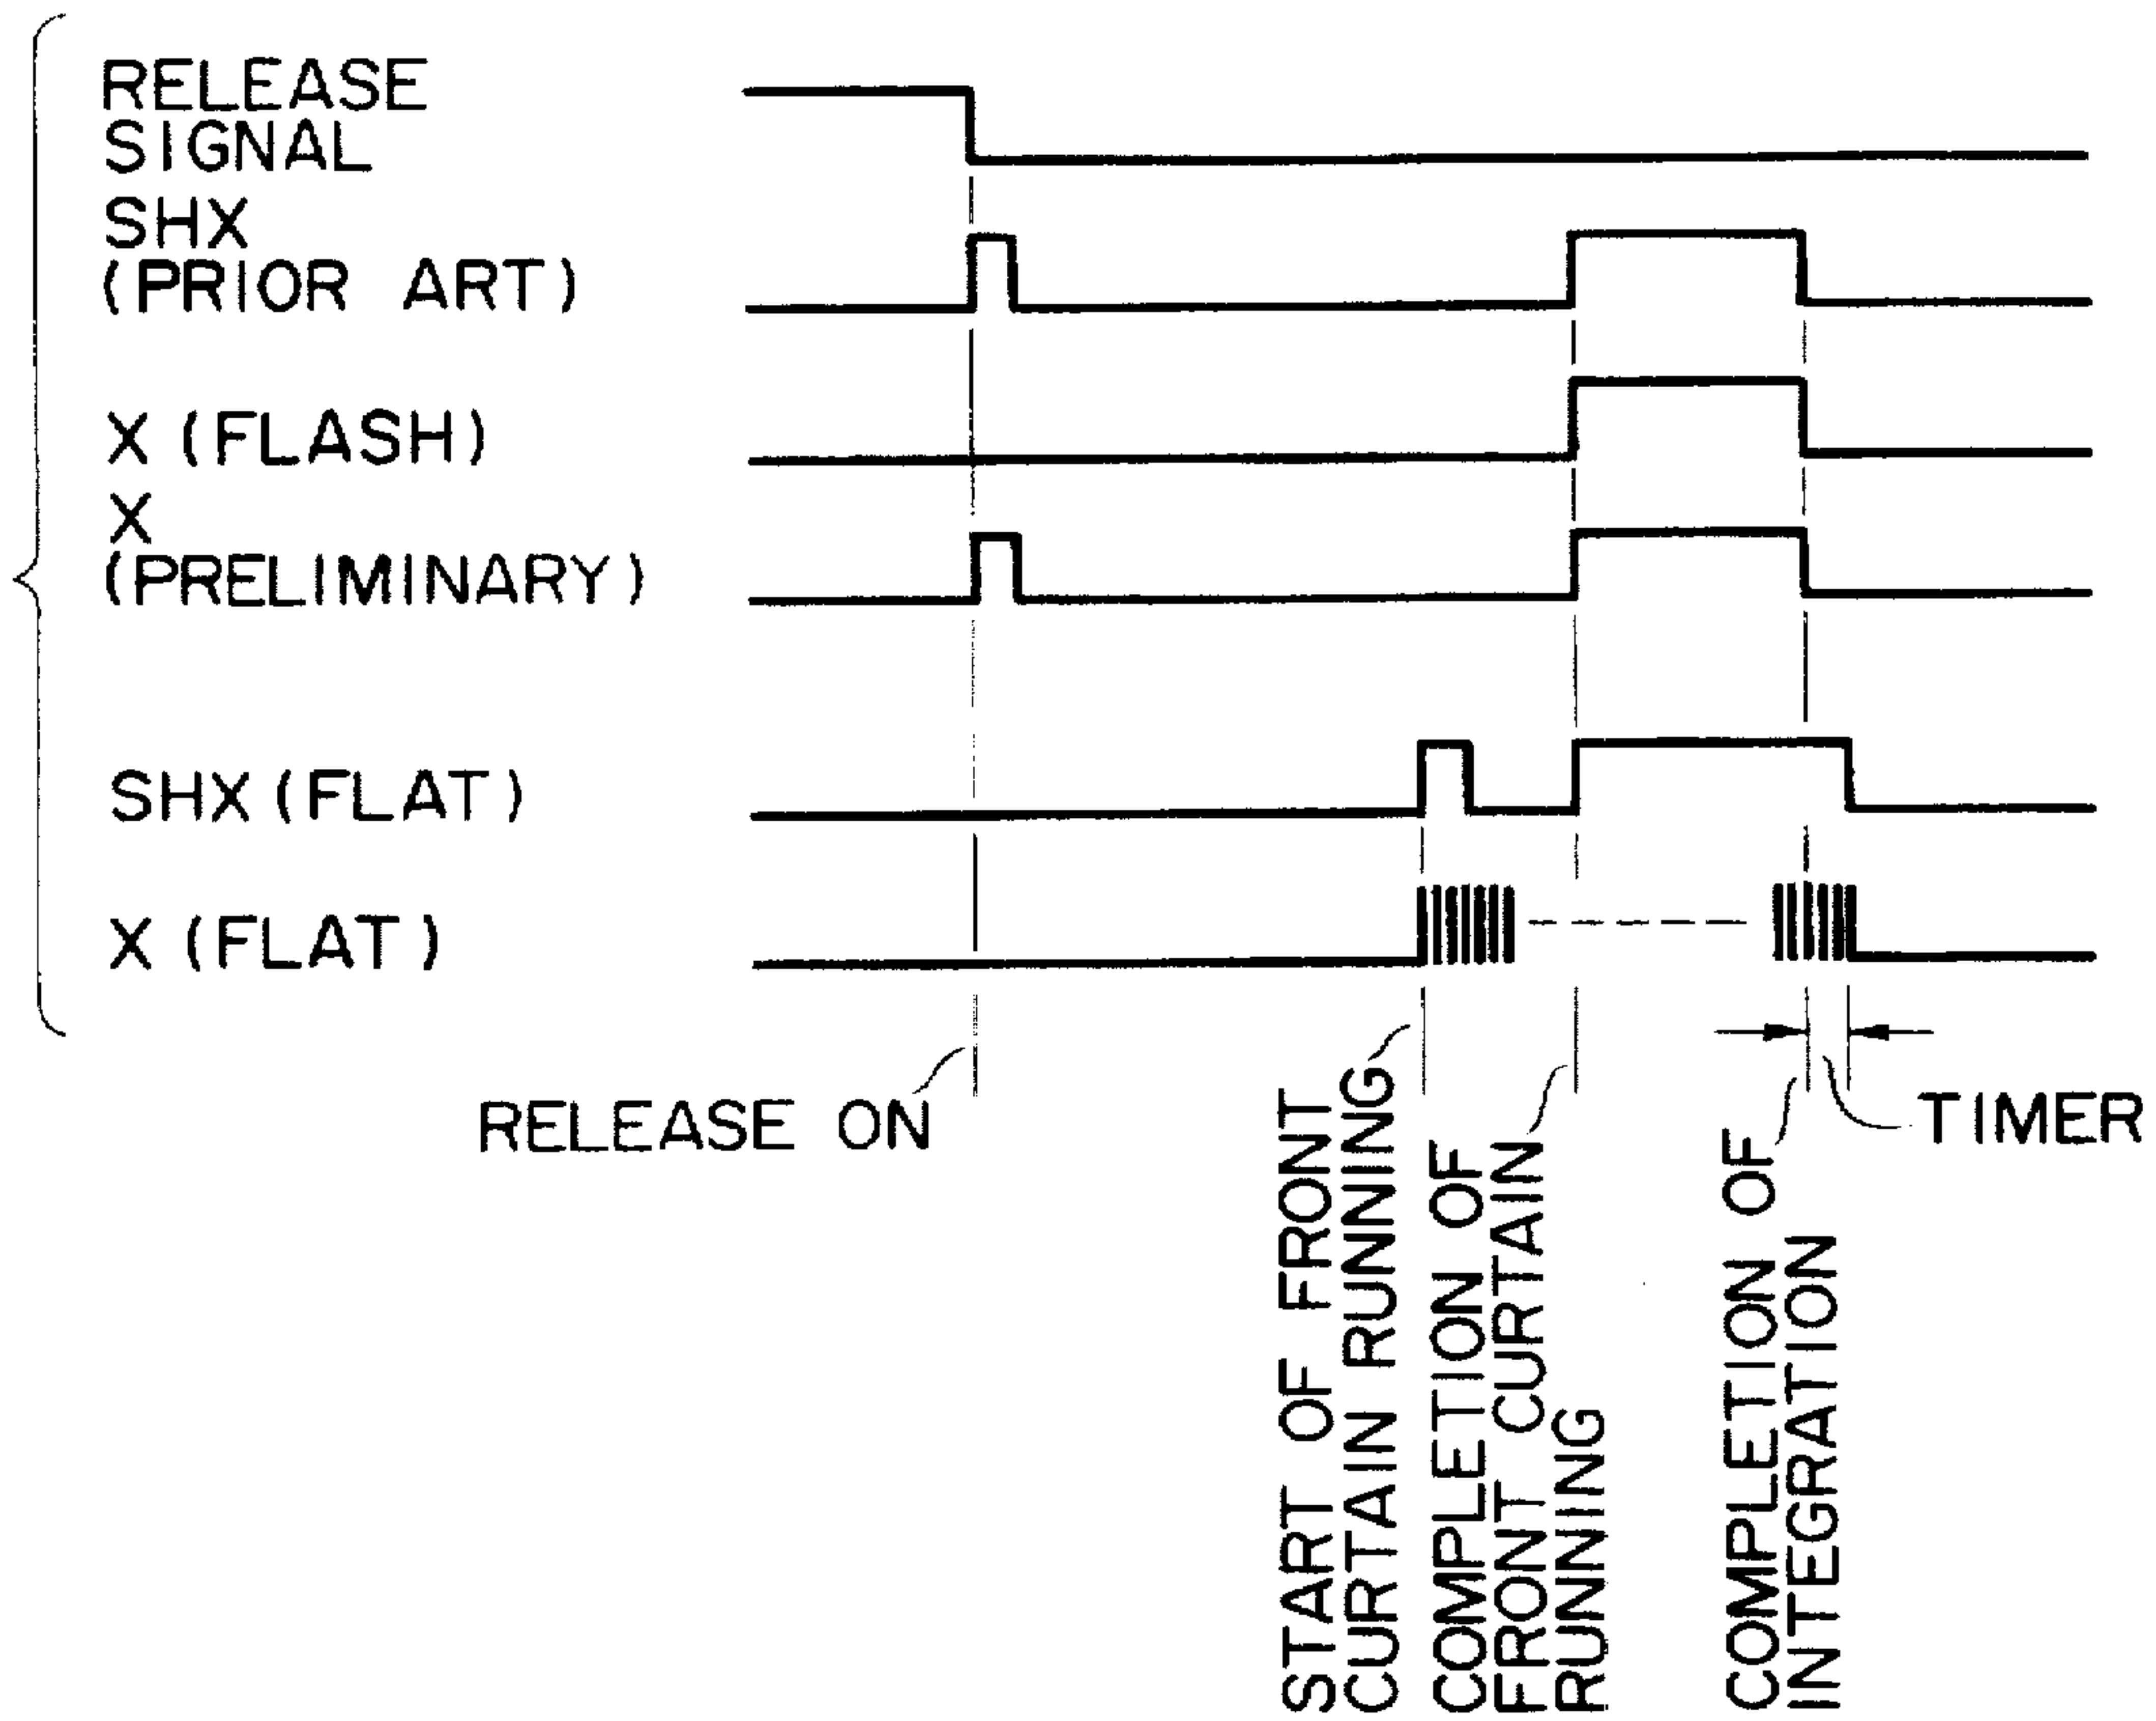 RELEASE
SIGNAL
SHX
(PRIOR ART)
X (FLASH)
X
(PRELIMINARY)
SHX (FLAT)
X (FLAT)
RELEASE ON
START OF FRONT
CURTAIN RUNNING
COMPLETION OF
FRONT CURTAIN
RUNNING
COMPLETION OF
INTEGRATION
TIMER